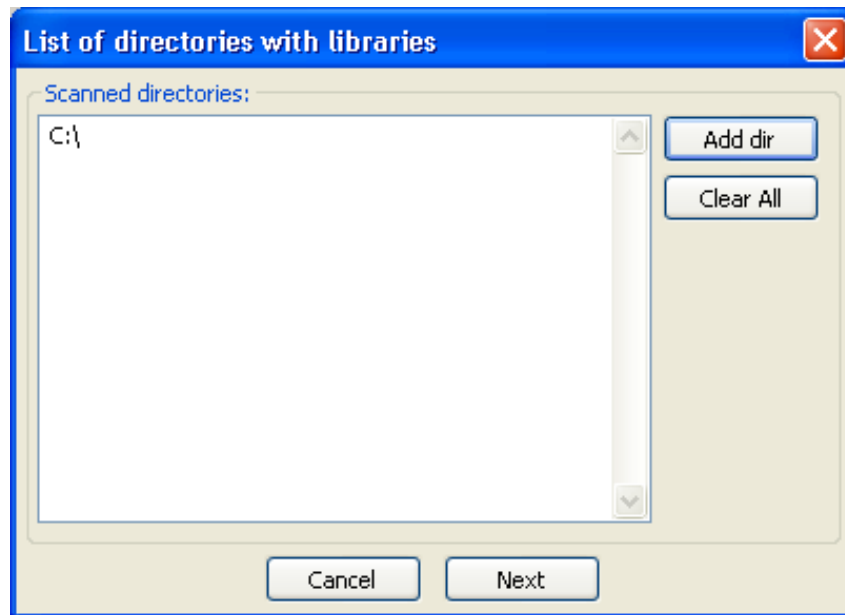 List of directories with libraries
Scanned directories:
C:\
Add dir
Clear All
Cancel
Next